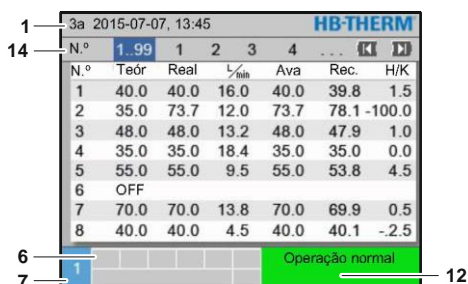 1 3a 2015-07-07, 13:45 HB-THERM
14 N.º 1..99 1 2 3 4 ...
N.º Teór Real L/min Ava Rec. H/K
1 40.0 40.0 16.0 40.0 39.8 1.5
2 35.0 73.7 12.0 73.7 78.1 -100.0
3 48.0 48.0 13.2 48.0 47.9 1.0
4 35.0 35.0 18.4 35.0 35.0 0.0
5 55.0 55.0 9.5 55.0 53.8 4.5
6 OFF
7 70.0 70.0 13.8 70.0 69.9 0.5
8 40.0 40.0 4.5 40.0 40.1 -.2.5
6 Operação normal
1 12
7